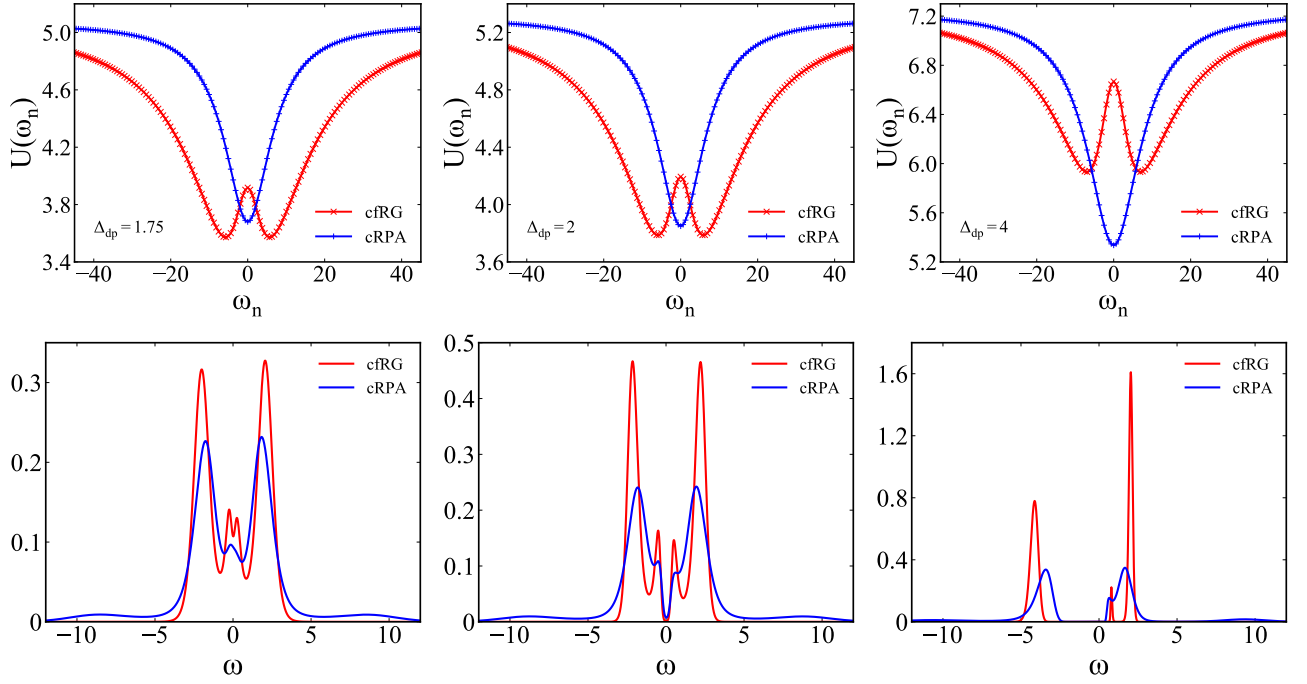 5.0
4.6
4.2
3.8
3.4
U(ω_n)
Δ_dp = 1.75
cfRG
cRPA
−40 −20 0 20 40
ω_n
5.2
4.8
4.4
4.0
3.6
U(ω_n)
Δ_dp = 2
cfRG
cRPA
−40 −20 0 20 40
ω_n
7.2
6.8
6.4
6.0
5.6
5.2
U(ω_n)
Δ_dp = 4
cfRG
cRPA
−40 −20 0 20 40
ω_n
0.3
0.2
0.1
0
cfRG
cRPA
−10 −5 0 5 10
ω
0.5
0.4
0.3
0.2
0.1
0
cfRG
cRPA
−10 −5 0 5 10
ω
1.6
1.2
0.8
0.4
0
cfRG
cRPA
−10 −5 0 5 10
ω